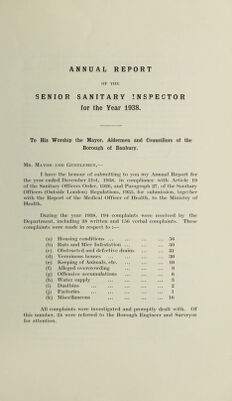 ANNUAL REPORT
OF THE
SENIOR SANITARY INSPECTOR
for the Year 1938.
To His Worship the Mayor, Aldermen and Councillors of the
Borough of Banbury.
MR. MAYOR AND GENTLEMEN,—
I have the honour of submitting to you my Annual Report for
the year ended December 31st, 1938, in compliance with Article 19
of the Sanitary Officers Order, 1926, and Paragraph 27, of the Sanitary
Officers (Outside London) Regulations, 1935, for submission, together
with the Report of the Medical Officer of Health, to the Ministry of
Health.
During the year 1938, 194 complaints were received by the
Department, including 38 written and 156 verbal complaints. These
complaints were made in respect to :—
(a) Housing conditions ... ... ... ... 50
(b) Rats and Mice Infestation ... ... ... 39
(c) Obstructed and defective drains ... ... 31
(d) Verminous houses ... ... ... ... 20
(e) Keeping of Animals, etc. ... ... ... 10
(f) Alleged overcrowding ... ... ... 8
(g) Offensive accumulations ... ... ... 6
(h) Water supply ... ... ... ... 3
(i) Dustbins ... ... ... ... 2
(j) Factories ... ... ... ... 1
(k) Miscellaneous ... ... ... ... 16
All complaints were investigated and promptly dealt with. Of
this number, 24 were referred to the Borough Engineer and Surveyor
for attention.